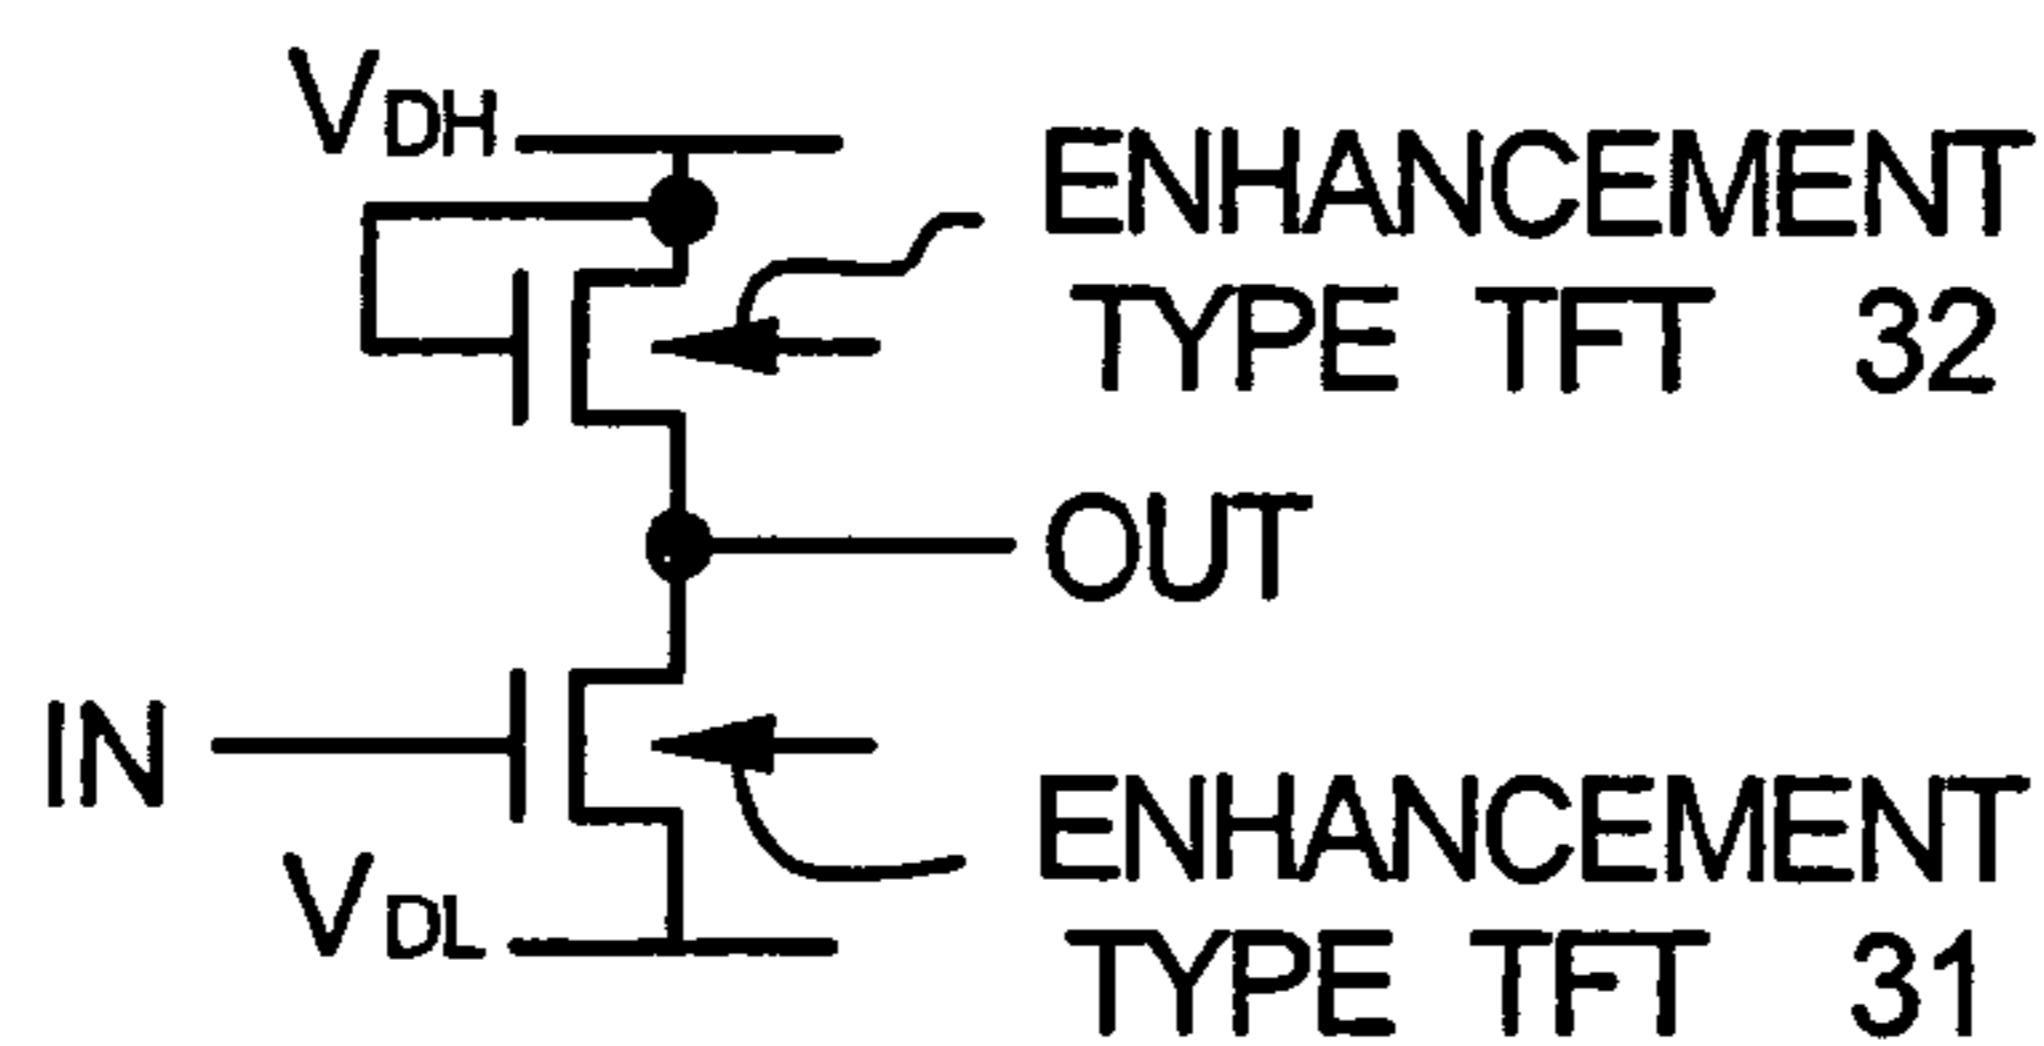 VDH
ENHANCEMENT
TYPE TFT 32
OUT
IN
ENHANCEMENT
TYPE TFT 31
VDL